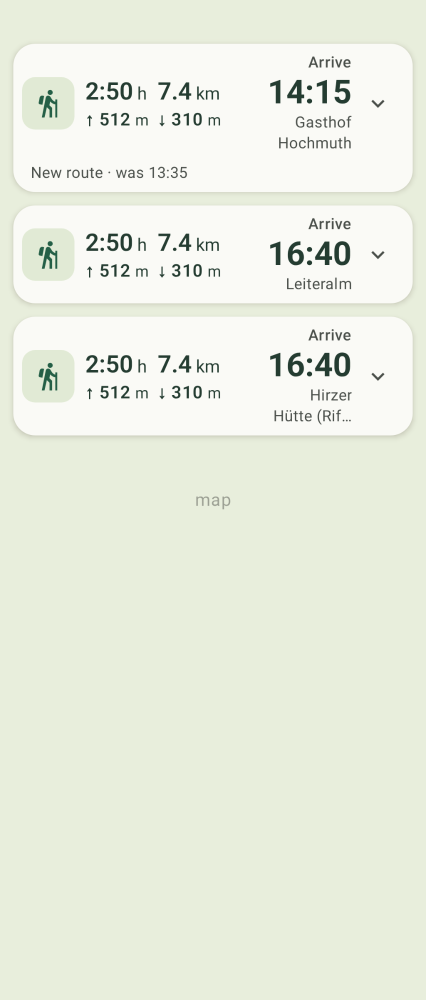 Arrive
2:50 h 7.4 km
14:15
↑ 512 m ↓ 310 m
Gasthof
Hochmuth
New route · was 13:35
Arrive
2:50 h 7.4 km
16:40
↑ 512 m ↓ 310 m
Leiteralm
Arrive
2:50 h 7.4 km
16:40
↑ 512 m ↓ 310 m
Hirzer
Hütte (Rif…
map